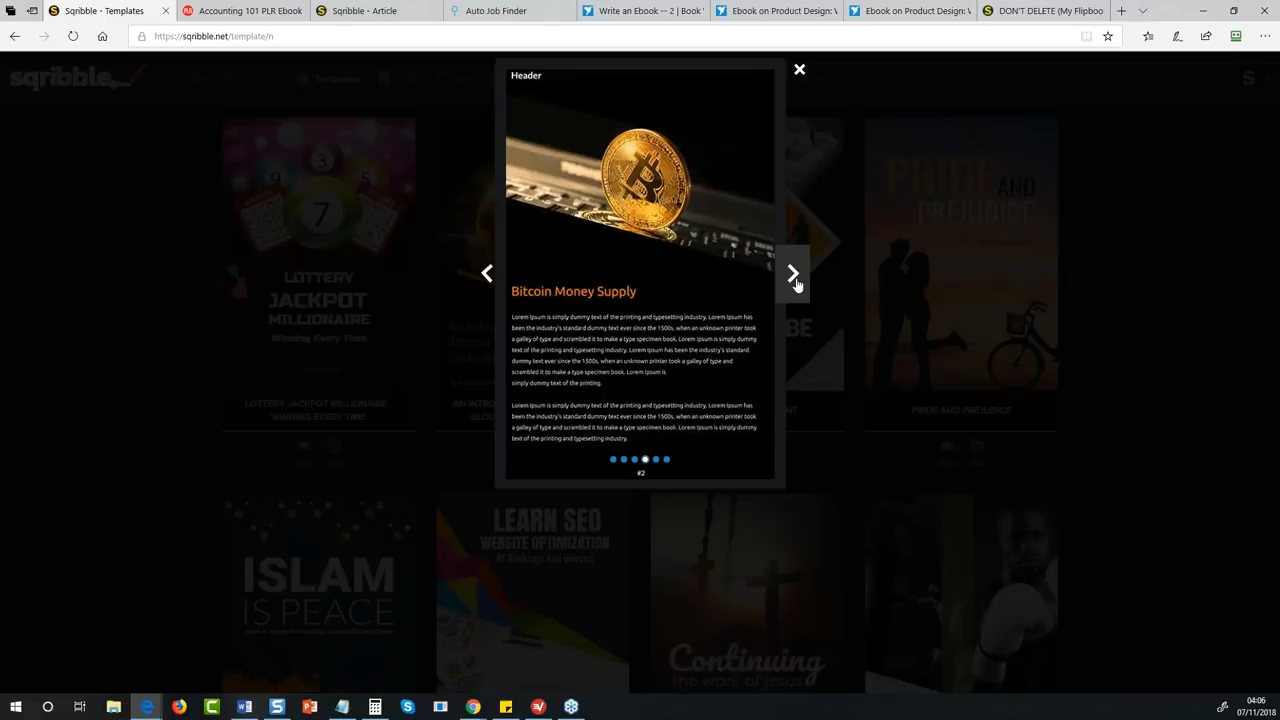 Sqribble - Templates
Accounting 101 PLR Ebook
Sqribble - Article
Auto Job Finder
Write an Ebook -- 2 | Book
Ebook on Product Design:
Ebook on Product Design:
DON'T DELETE (My Flipboo
https://sqribble.net/template/n
sqribble
Templates
S
Header
Bitcoin Money Supply
Lorem Ipsum is simply dummy text of the printing and typesetting industry. Lorem Ipsum has
been the industry's standard dummy text ever since the 1500s, when an unknown printer took
a galley of type and scrambled it to make a type specimen book. Lorem Ipsum is simply dummy
text of the printing and typesetting industry. Lorem Ipsum has been the industry's standard
dummy text ever since the 1500s, when an unknown printer took a galley of type and
scrambled it to make a type specimen book. Lorem Ipsum is
simply dummy text of the printing.
Lorem Ipsum is simply dummy text of the printing and typesetting industry. Lorem Ipsum has
been the industry's standard dummy text ever since the 1500s, when an unknown printer took
a galley of type and scrambled it to make a type specimen book. Lorem Ipsum is simply dummy
text of the printing and typesetting industry.
#2
9 3 5
7
LOTTERY
JACKPOT
MILLIONAIRE
Winning Every Time
LOTTERY JACKPOT MILLIONAIRE -
WINNING EVERY TIME
PRIDE AND
PREJUDICE
PRIDE AND PREJUDICE
ISLAM
IS PEACE
LEARN SEO
WEBSITE OPTIMIZATION
Continuing
the work of jesus
04:06
07/11/2018